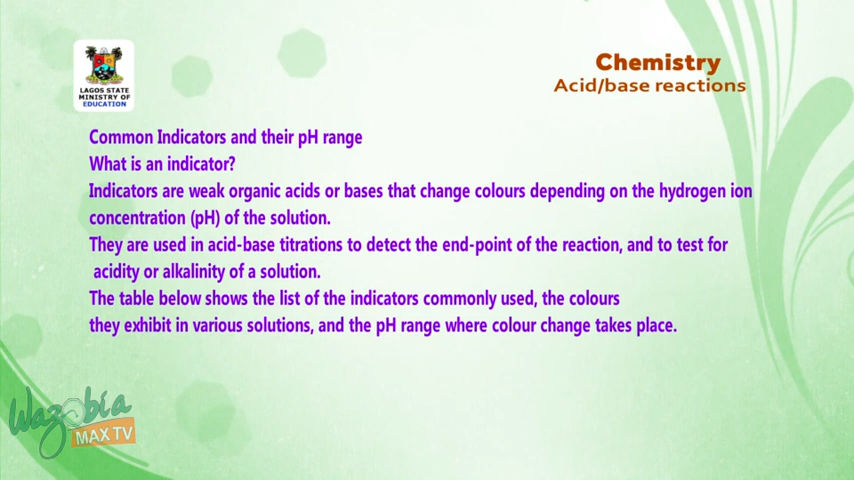 LAGOS STATE
MINISTRY OF
EDUCATION
Chemistry
Acid/base reactions
Common Indicators and their pH range
What is an indicator?
Indicators are weak organic acids or bases that change colours depending on the hydrogen ion
concentration (pH) of the solution.
They are used in acid-base titrations to detect the end-point of the reaction, and to test for
acidity or alkalinity of a solution.
The table below shows the list of the indicators commonly used, the colours
they exhibit in various solutions, and the pH range where colour change takes place.
Wazobia
MAX TV